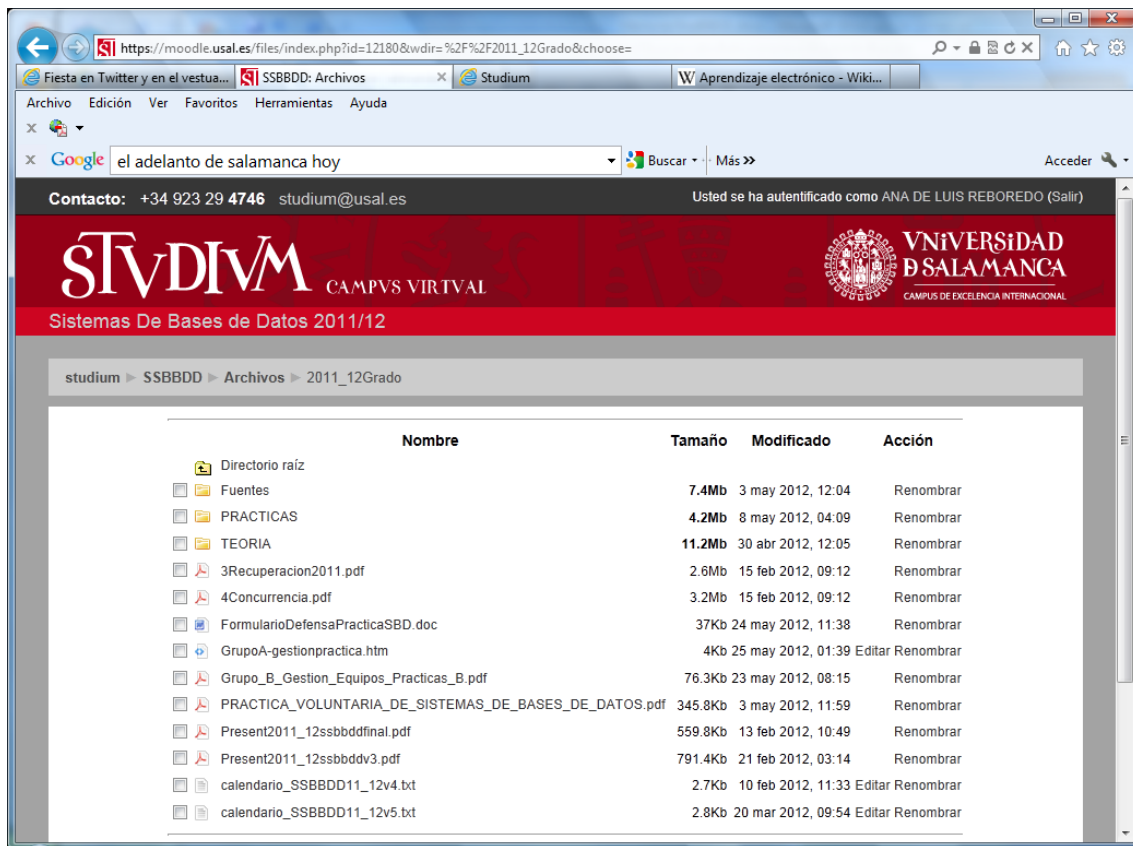 https://moodle.usal.es/files/index.php?id=12180&wdir=%2F%2F2011_12Grado&choose=
Fiesta en Twitter y en el vestua... SSBBDD: Archivos Studium W Aprendizaje electrónico - Wiki...
Archivo Edición Ver Favoritos Herramientas Ayuda
x
x Google el adelanto de salamanca hoy Buscar Más >> Acceder
Contacto: +34 923 29 4746 studium@usal.es Usted se ha autentificado como ANA DE LUIS REBOREDO (Salir)
STVDIVM CAMPVS VIRTVAL
VNiVERSiDAD
D SALAMANCA
CAMPUS DE EXCELENCIA INTERNACIONAL
Sistemas De Bases de Datos 2011/12
studium ► SSBBDD ► Archivos ► 2011_12Grado
Nombre Tamaño Modificado Acción
Directorio raíz
Fuentes 7.4Mb 3 may 2012, 12:04 Renombrar
PRACTICAS 4.2Mb 8 may 2012, 04:09 Renombrar
TEORIA 11.2Mb 30 abr 2012, 12:05 Renombrar
3Recuperacion2011.pdf 2.6Mb 15 feb 2012, 09:12 Renombrar
4Concurrencia.pdf 3.2Mb 15 feb 2012, 09:12 Renombrar
FormularioDefensaPracticaSBD.doc 37Kb 24 may 2012, 11:38 Renombrar
GrupoA-gestionpractica.htm 4Kb 25 may 2012, 01:39 Editar Renombrar
Grupo_B_Gestion_Equipos_Practicas_B.pdf 76.3Kb 23 may 2012, 08:15 Renombrar
PRACTICA_VOLUNTARIA_DE_SISTEMAS_DE_BASES_DE_DATOS.pdf 345.8Kb 3 may 2012, 11:59 Renombrar
Present2011_12ssbbddfinal.pdf 559.8Kb 13 feb 2012, 10:49 Renombrar
Present2011_12ssbbddv3.pdf 791.4Kb 21 feb 2012, 03:14 Renombrar
calendario_SSBBDD11_12v4.txt 2.7Kb 10 feb 2012, 11:33 Editar Renombrar
calendario_SSBBDD11_12v5.txt 2.8Kb 20 mar 2012, 09:54 Editar Renombrar